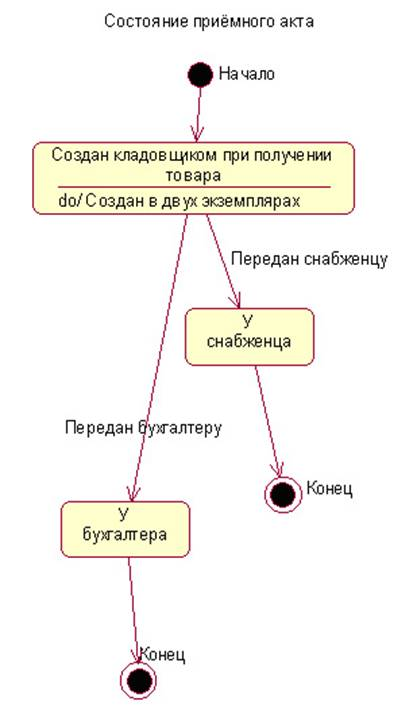 Состояние приёмного акта
Начало
Создан кладовщиком при получении
товара
do/ Создан в двух экземплярах
Передан снабженцу
У
снабженца
Передан бухгалтеру
Конец
У
бухгалтера
Конец